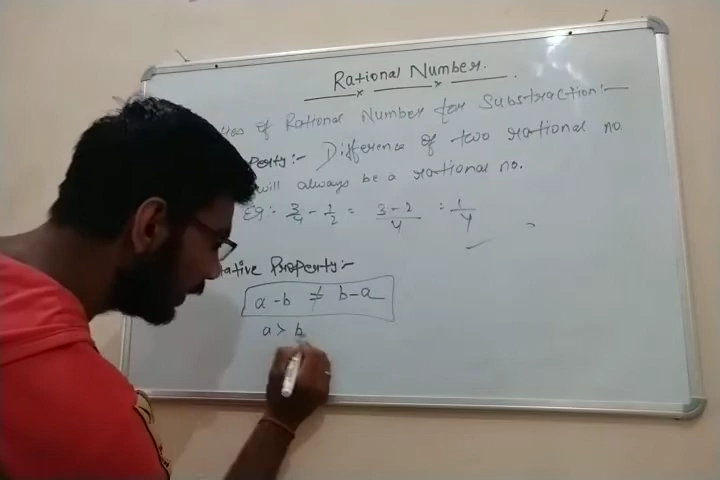 Rational Number.
of Rational Number for Substraction:-
Difference of two rational no.
will always be a rational no.
Eg:- 3/4 - 1/2 = 3-2/4 = 1/4
Property:-
a-b ≠ b-a
a > b